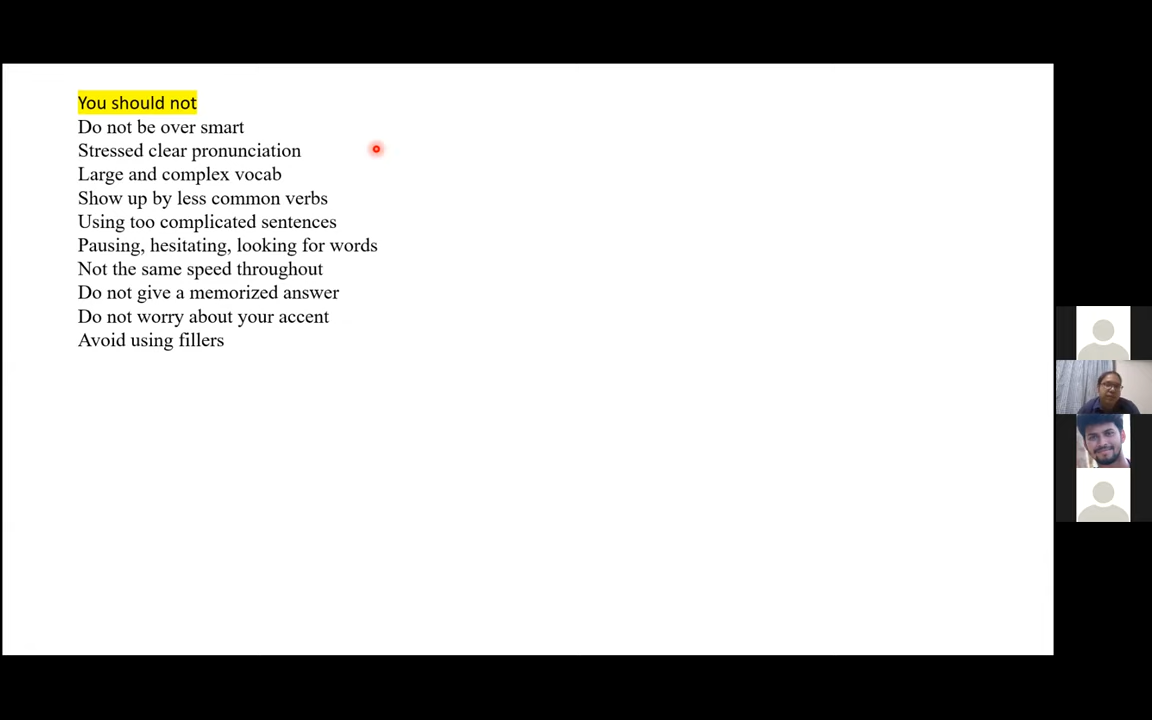 You should not
Do not be over smart
Stressed clear pronunciation
Large and complex vocab
Show up by less common verbs
Using too complicated sentences
Pausing, hesitating, looking for words
Not the same speed throughout
Do not give a memorized answer
Do not worry about your accent
Avoid using fillers